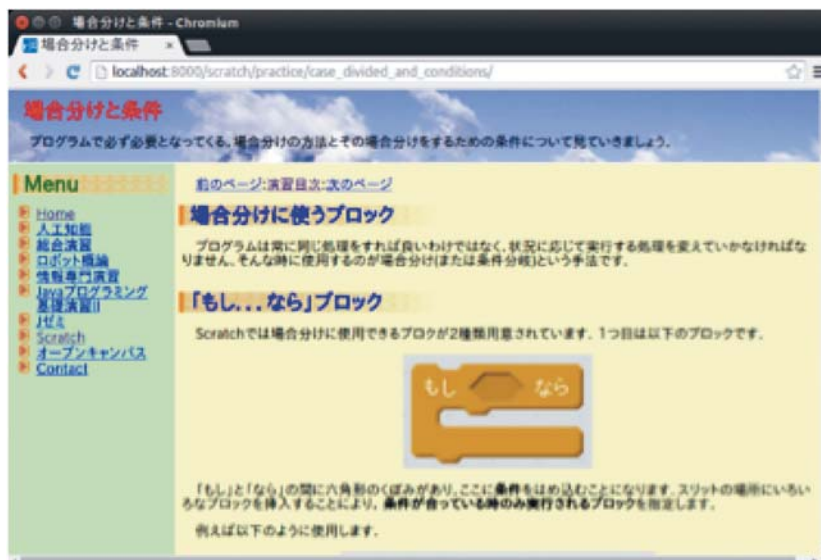 場合分けと条件 - Chromium
場合分けと条件 ×
localhost:8000/scratch/practice/case_divided_and_conditions/
場合分けと条件
プログラムで必ず必要となってくる、場合分けの方法とその場合分けをするための条件について見ていきましょう.
Menu
Home
人工知能
総合演習
ロボット概論
情報専門演習
Javaプログラミング
基礎演習II
Jゼミ
Scratch
オープンキャンパス
Contact
前のページ:演習目次:次のページ
場合分けに使うブロック
プログラムは常に同じ処理をすれば良いわけではなく, 状況に応じて実行する処理を変えていかなければな
りません. そんな時に使用するのが場合分け(または条件分岐)という手法です.
「もし...なら」ブロック
Scratchでは場合分けに使用できるブロクが2種類用意されています. 1つ目は以下のブロックです.
もし なら
「もし」と「なら」の間に六角形のくぼみがあり, ここに条件をはめ込むことになります. スリットの場所にいろい
ろなブロックを挿入することにより, 条件が合っている時のみ実行されるブロックを指定します.
例えば以下のように使用します.